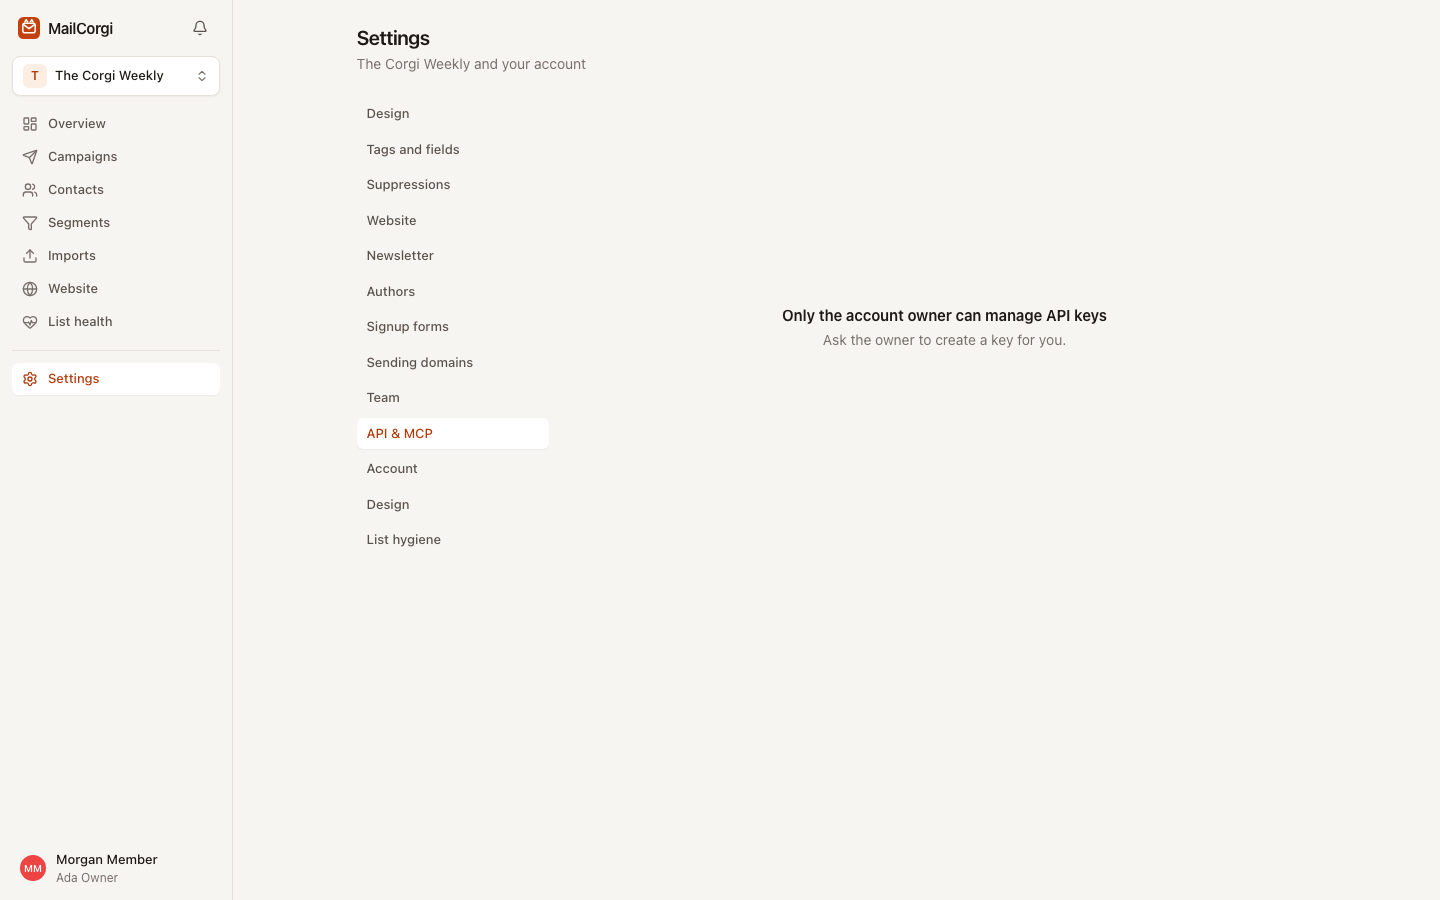 MailCorgi
T
The Corgi Weekly
Overview
Campaigns
Contacts
Segments
Imports
Website
List health
Settings
MM
Morgan Member
Ada Owner
Settings
The Corgi Weekly and your account
Design
Tags and fields
Suppressions
Website
Newsletter
Authors
Signup forms
Sending domains
Team
API & MCP
Account
Design
List hygiene
Only the account owner can manage API keys
Ask the owner to create a key for you.